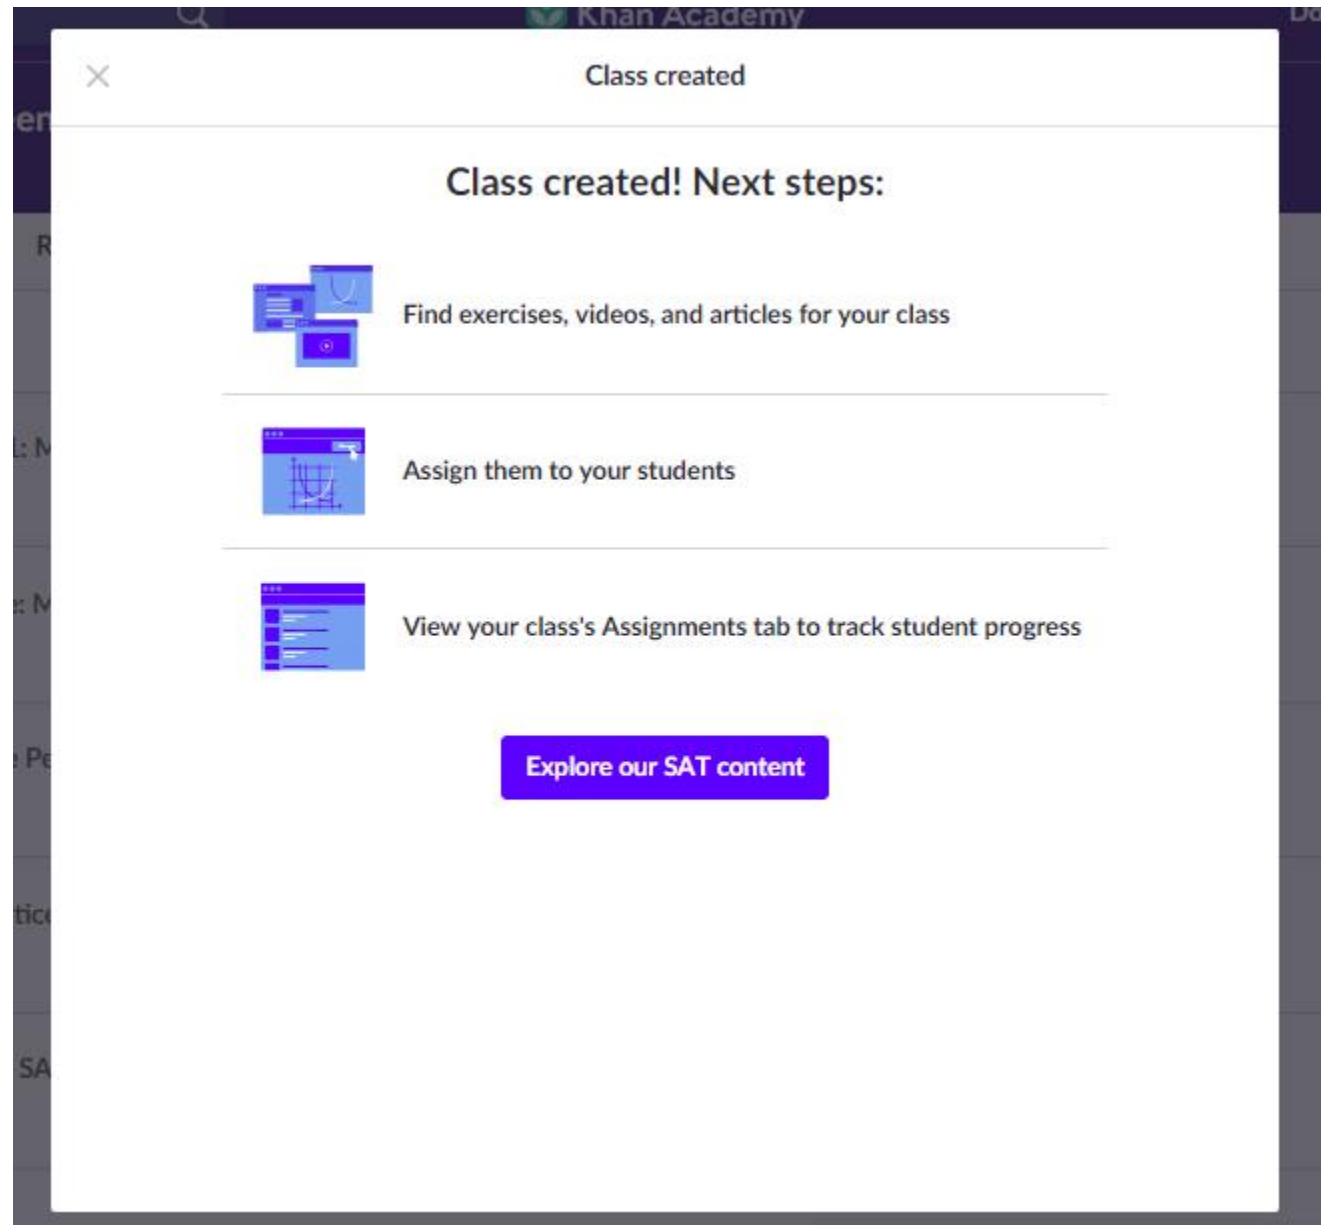 Khan Academy
Class created
Class created! Next steps:
Find exercises, videos, and articles for your class
Assign them to your students
View your class's Assignments tab to track student progress
Explore our SAT content